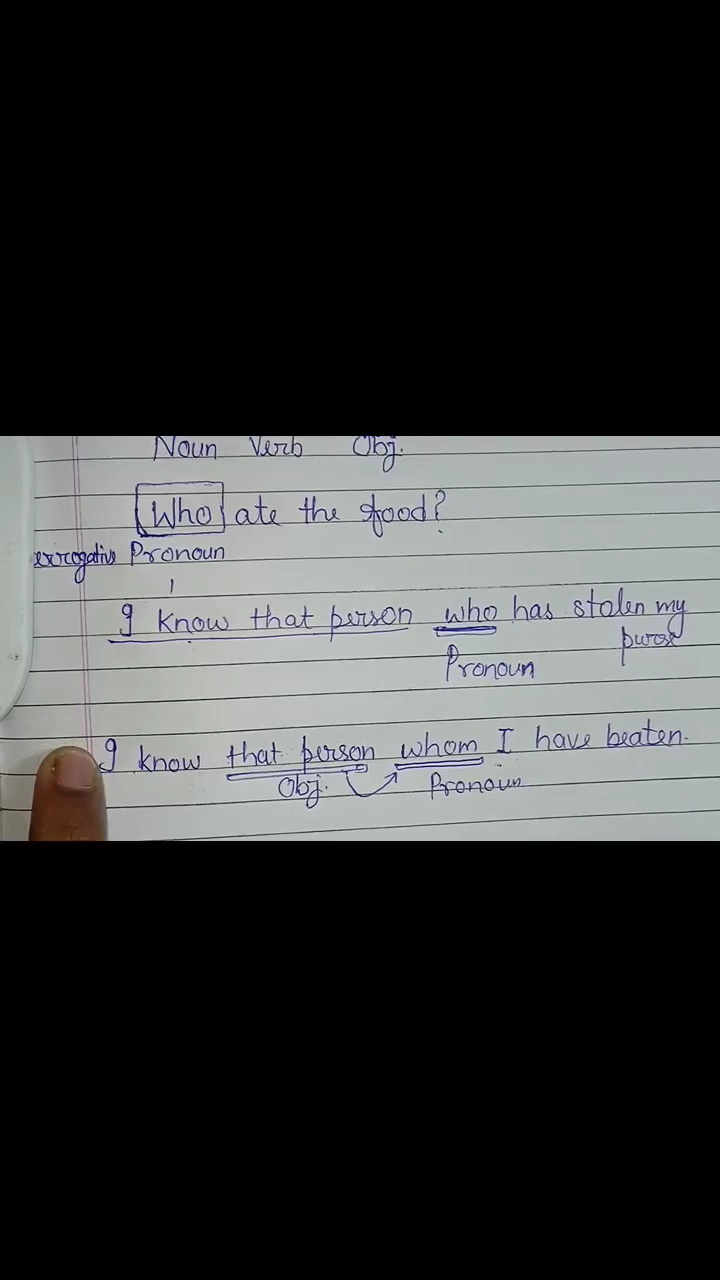 Noun Verb Obj.
Who ate the food?
errogative Pronoun
I know that person who has stolen my
purse
Pronoun
I know that person whom I have beaten.
Obj. Pronoun